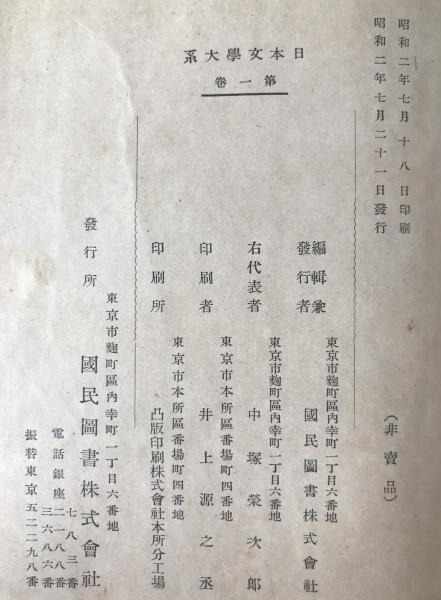 昭和二年七月十八日印刷
昭和二年七月二十一日發行
(非賣品)
日本文學大系
第一卷
編輯兼
發行者
東京市麴町區內幸町一丁目六番地
國民圖書株式會社
右代表者
東京市麴町區內幸町一丁目六番地
中塚榮次郎
印刷者
東京市本所區番場町四番地
井上源之丞
印刷所
東京市本所區番場町四番地
凸版印刷株式會社本所分工場
發行所
東京市麴町區內幸町一丁目六番地
國民圖書株式會社
電話銀座
七八三番
二一八八番
三六八六番
振替東京五二二九八番